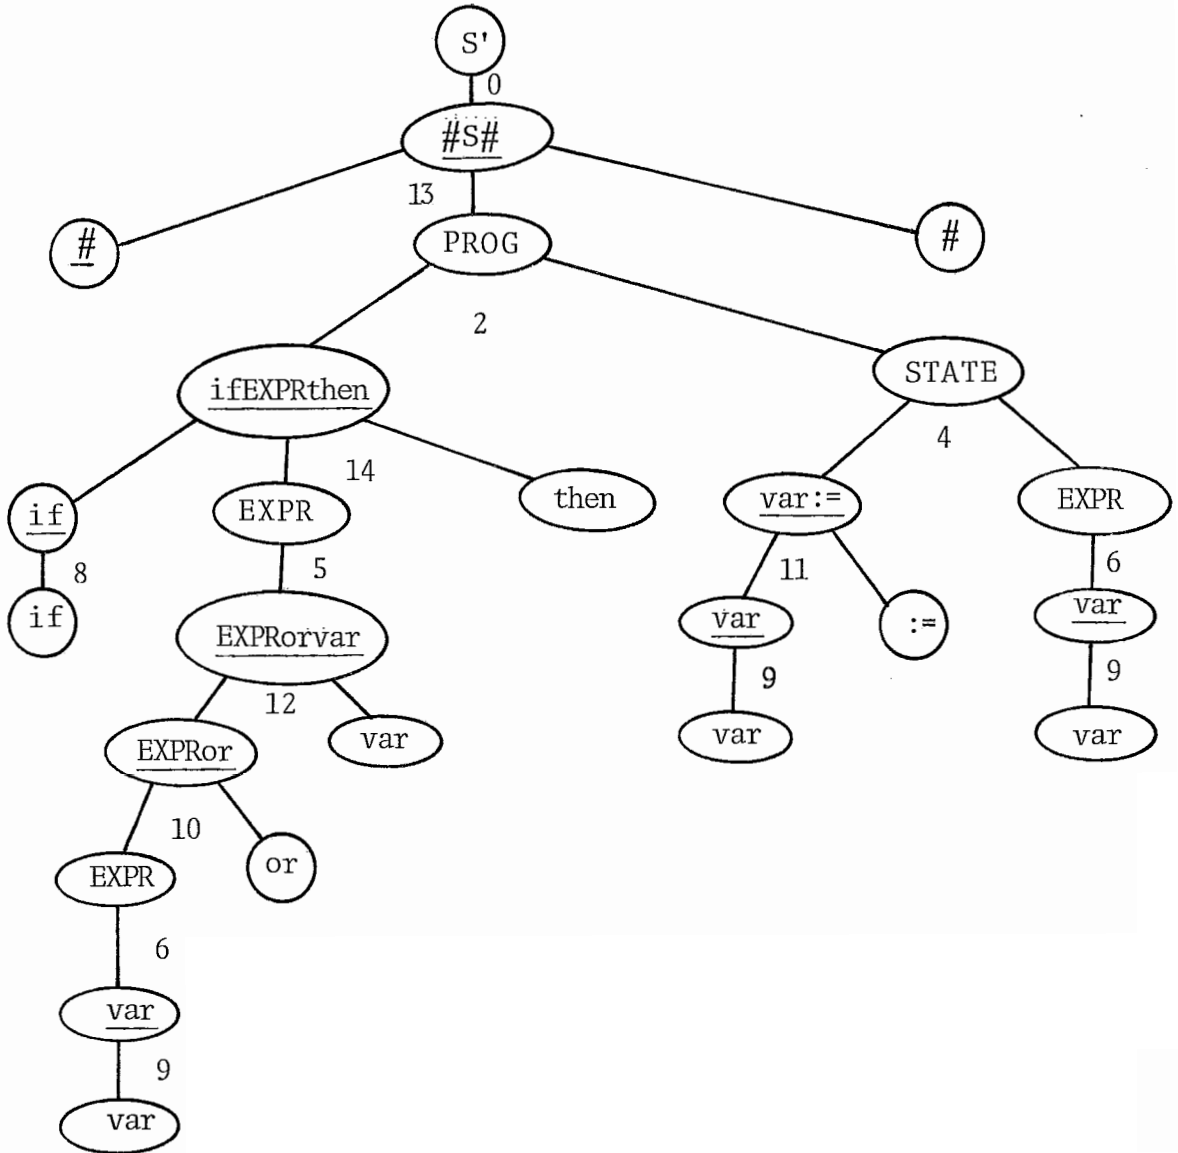 S'
0
#S#
13
# PROG #
2
ifEXPRthen STATE
4
14
if EXPR then var:= EXPR
8 5 11 6
if EXPRorvar var := var
12 9 9
EXPRor var var var
10
EXPR or
6
var
9
var